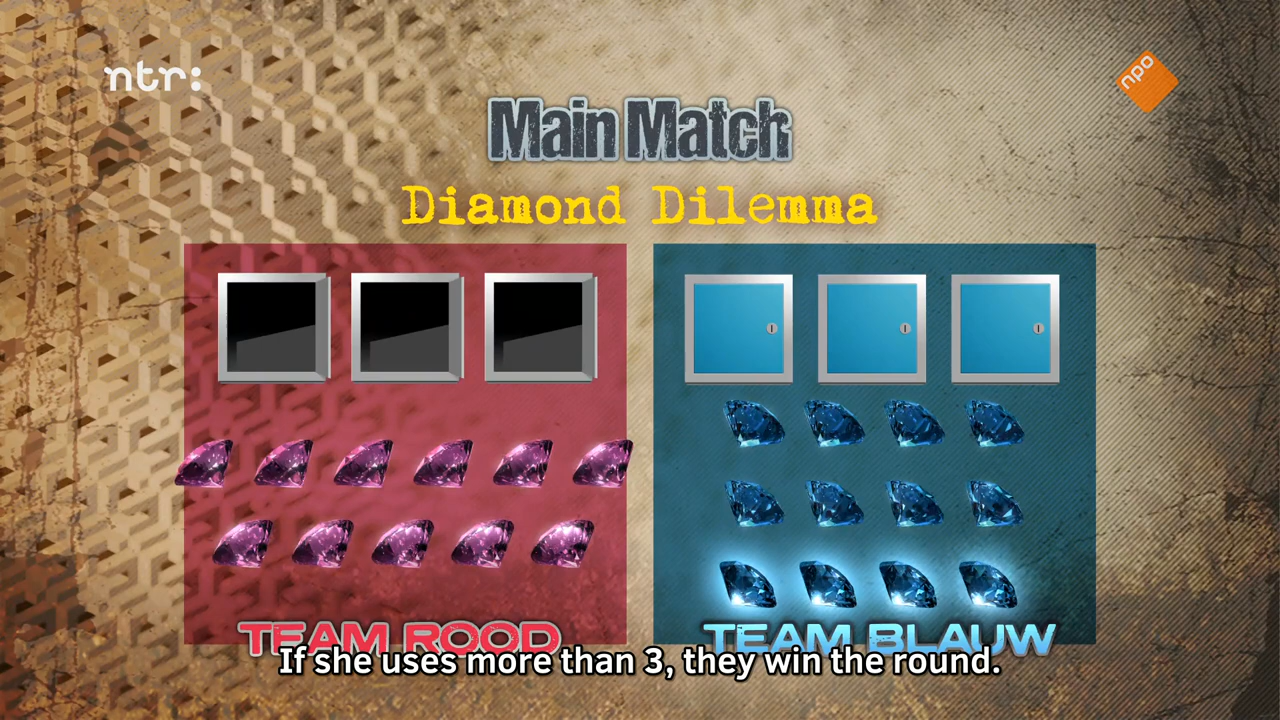 ntr:
npo
Main Match
Diamond Dilemma
TEAM ROOD
TEAM BLAUW
If she uses more than 3, they win the round.